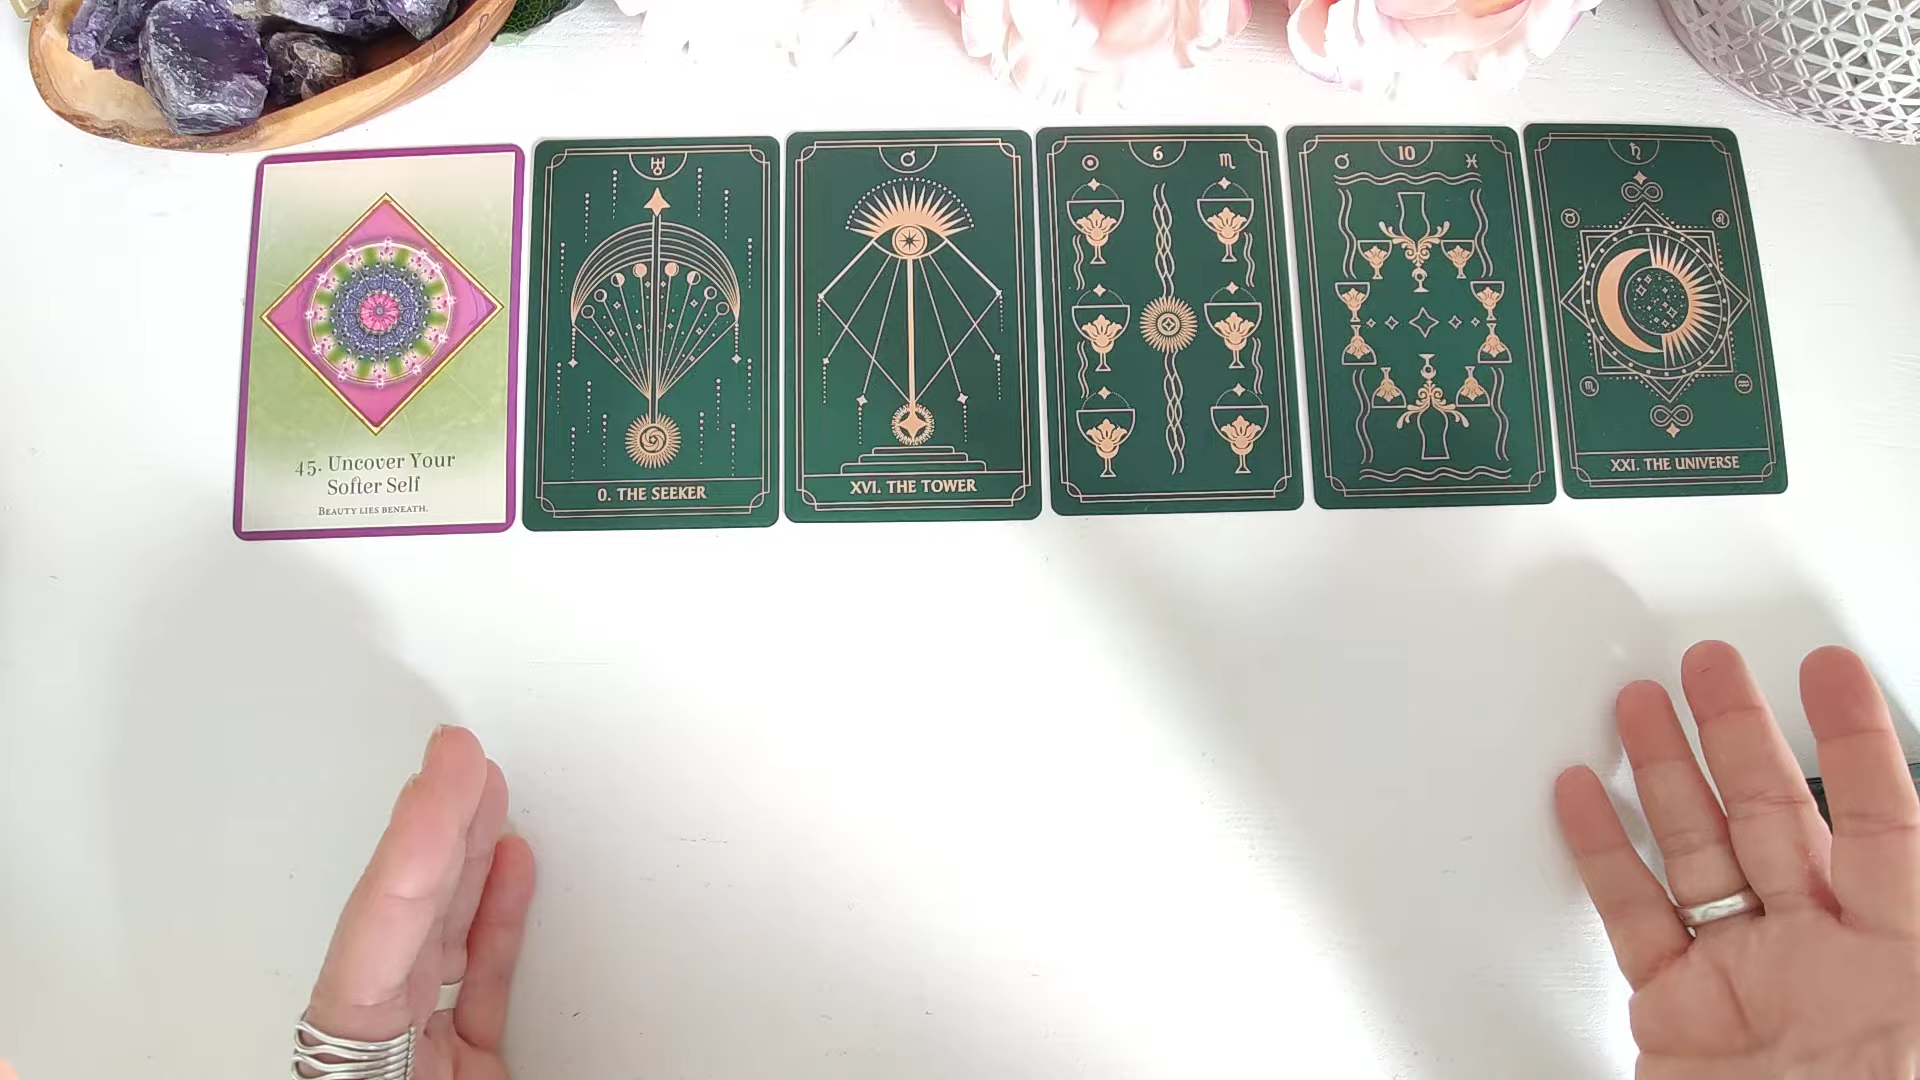 45. Uncover Your
Softer Self
Beauty lies beneath.
0. THE SEEKER
XVI. THE TOWER
6
10
XXI. THE UNIVERSE